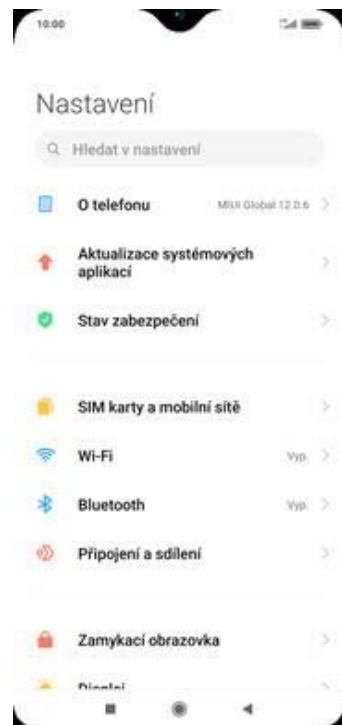 10:00
Nastavení
Hledat v nastavení
O telefonu MIUI Global 12.0.6
Aktualizace systémových
aplikací
Stav zabezpečení
SIM karty a mobilní sítě
Wi-Fi Vyp.
Bluetooth Vyp.
Připojení a sdílení
Zamykací obrazovka
Displej